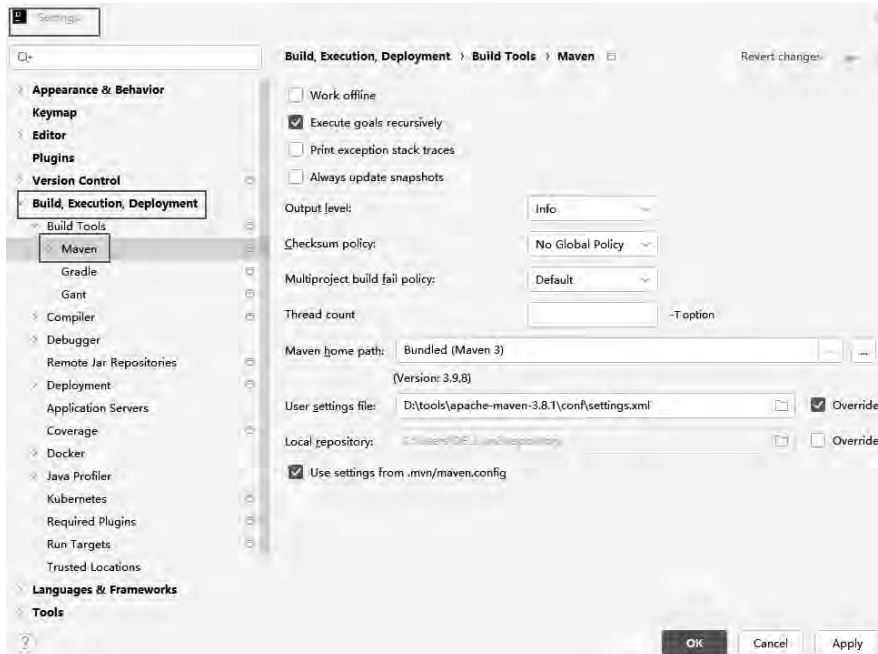 Settings
Build, Execution, Deployment > Build Tools > Maven
Revert changes
Appearance & Behavior
Keymap
Editor
Plugins
Version Control
Build, Execution, Deployment
Build Tools
Maven
Gradle
Gant
Compiler
Debugger
Remote Jar Repositories
Deployment
Application Servers
Coverage
Docker
Java Profiler
Kubernetes
Required Plugins
Run Targets
Trusted Locations
Languages & Frameworks
Tools
Work offline
Execute goals recursively
Print exception stack traces
Always update snapshots
Output level: Info
Checksum policy: No Global Policy
Multiproject build fail policy: Default
Thread count -T option
Maven home path: Bundled (Maven 3) ...
(Version: 3.9.8)
User settings file: D:\tools\apache-maven-3.8.1\conf\settings.xml Override
Local repository: Override
Use settings from .mvn/maven.config
? OK Cancel Apply